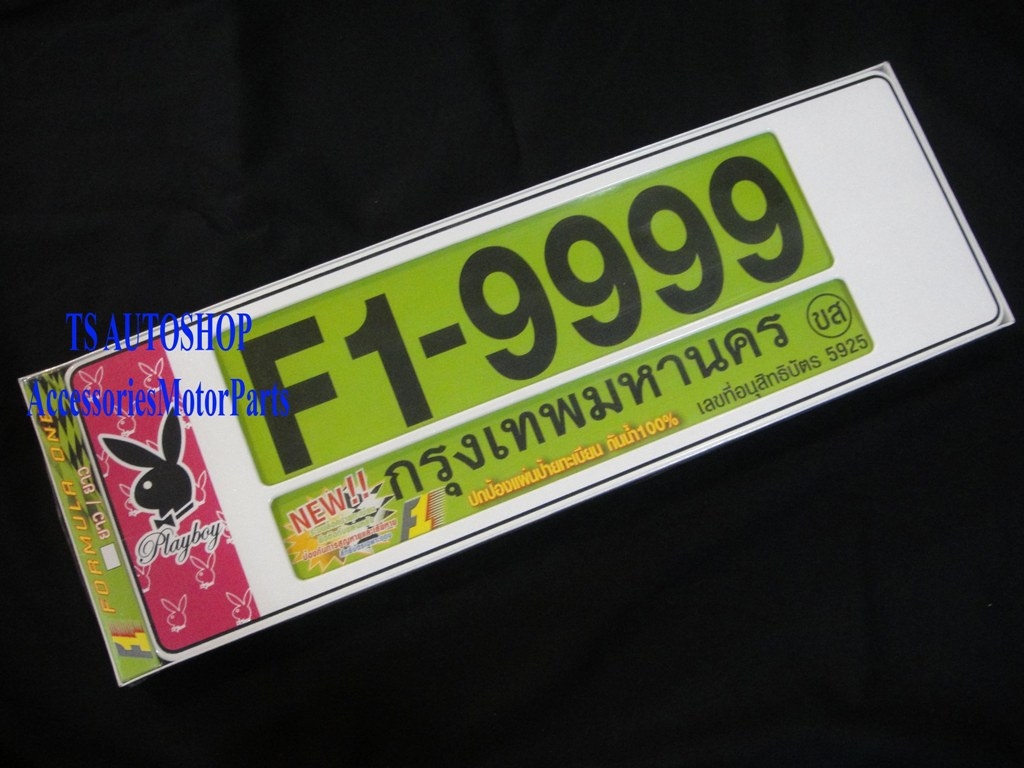 TS AUTOSHOP
AccessoriesMotorParts
F1-9999
กรุงเทพมหานคร
ขส
เลขที่อนุสิทธิบัตร 5925
ปกป้องแผ่นป้ายทะเบียน กันน้ำ100%
NEW!!
F1
Playboy
FORMULA ONE
CLB
CLB
F1